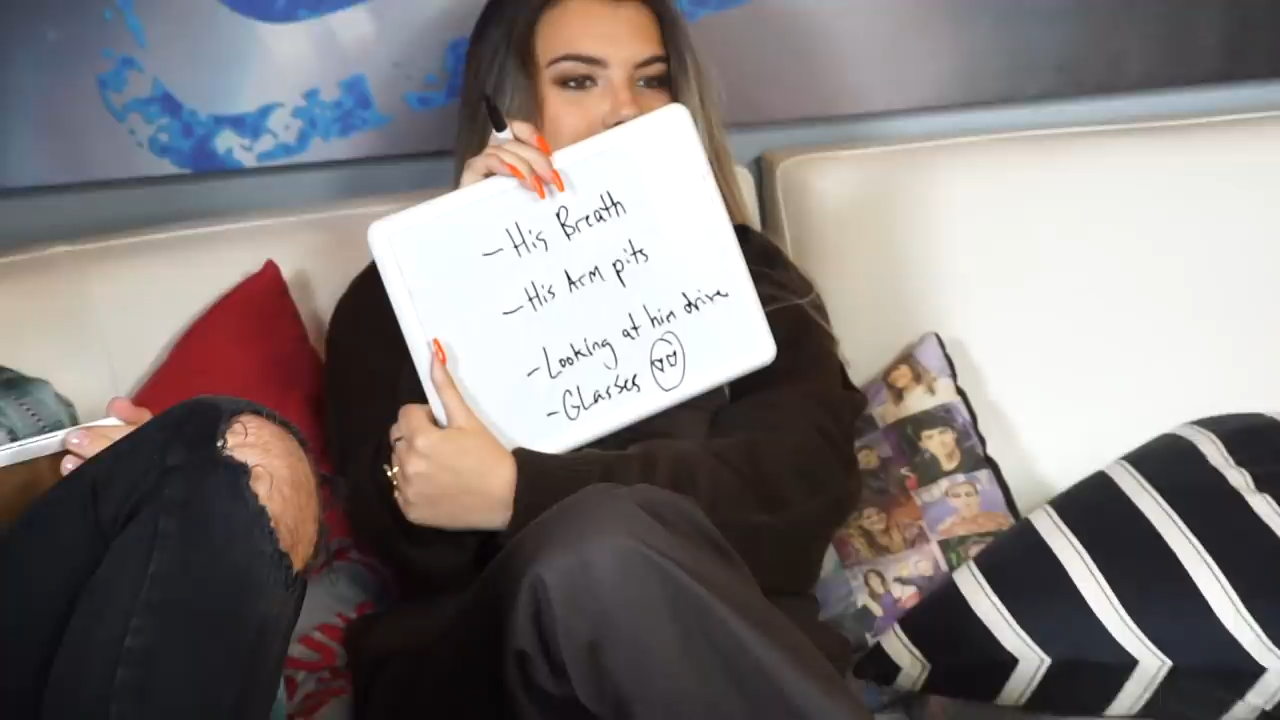 - His Breath
- His Arm pits
- Looking at him drive
- Glasses